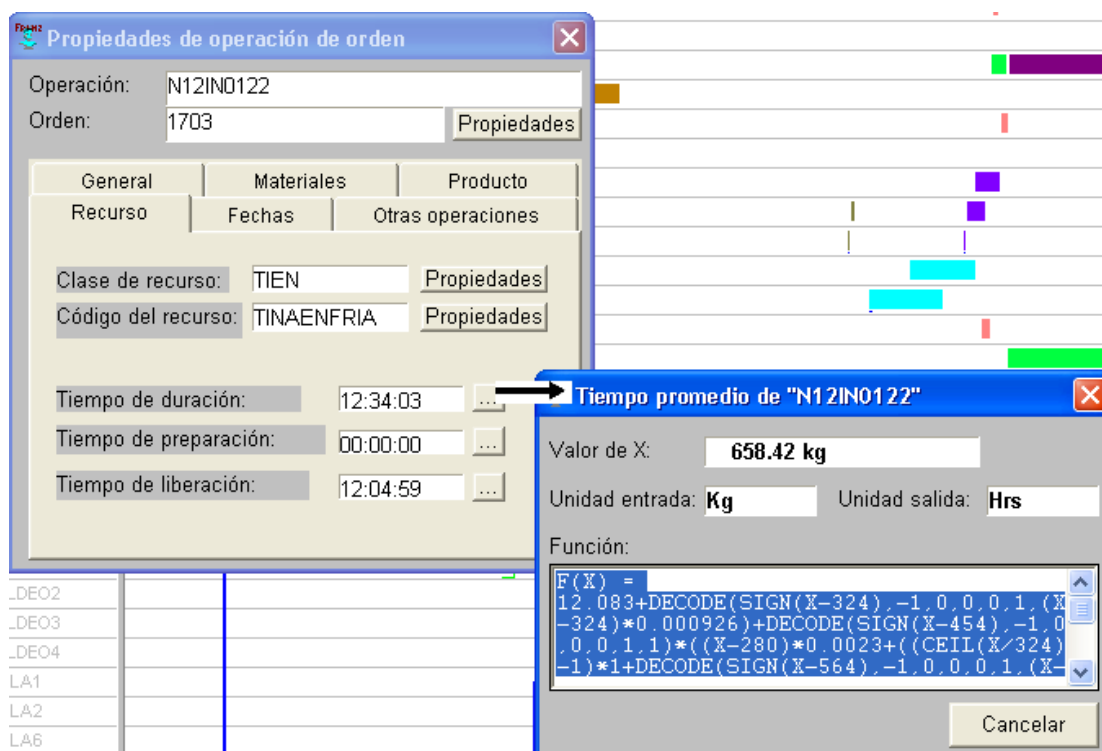 Propiedades de operación de orden
Operación: N12IN0122
Orden: 1703 Propiedades
General Materiales Producto
Recurso Fechas Otras operaciones
Clase de recurso: TIEN Propiedades
Código del recurso: TINAENFRIA Propiedades
Tiempo de duración: 12:34:03 ...
Tiempo de preparación: 00:00:00 ...
Tiempo de liberación: 12:04:59 ...
Tiempo promedio de "N12IN0122"
Valor de X: 658.42 kg
Unidad entrada: Kg Unidad salida: Hrs
Función:
F(X) =
12.083+DECODE(SIGN(X-324),-1,0,0,0,1,(X
-324)*0.000926)+DECODE(SIGN(X-454),-1,0
,0,0,1,1)*((X-280)*0.0023+((CEIL(X/324)
-1)*1+DECODE(SIGN(X-564),-1,0,0,0,1,(X-
Cancelar
LDEO2
LDEO3
LDEO4
LA1
LA2
LA6